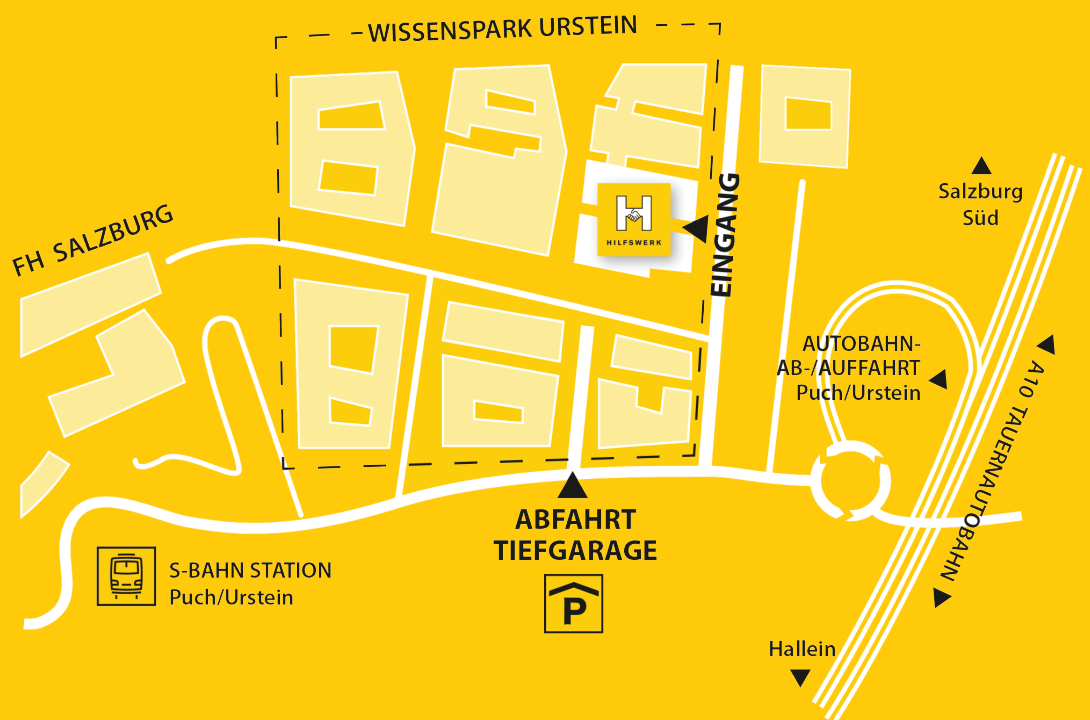 WISSENSPARK URSTEIN
FH SALZBURG
H
HILFSWERK
EINGANG
Salzburg
Süd
AUTOBAHN-
AB-/AUFFAHRT
Puch/Urstein
A10 TAUERNAUTOBAHN
ABFAHRT
TIEFGARAGE
P
S-BAHN STATION
Puch/Urstein
Hallein